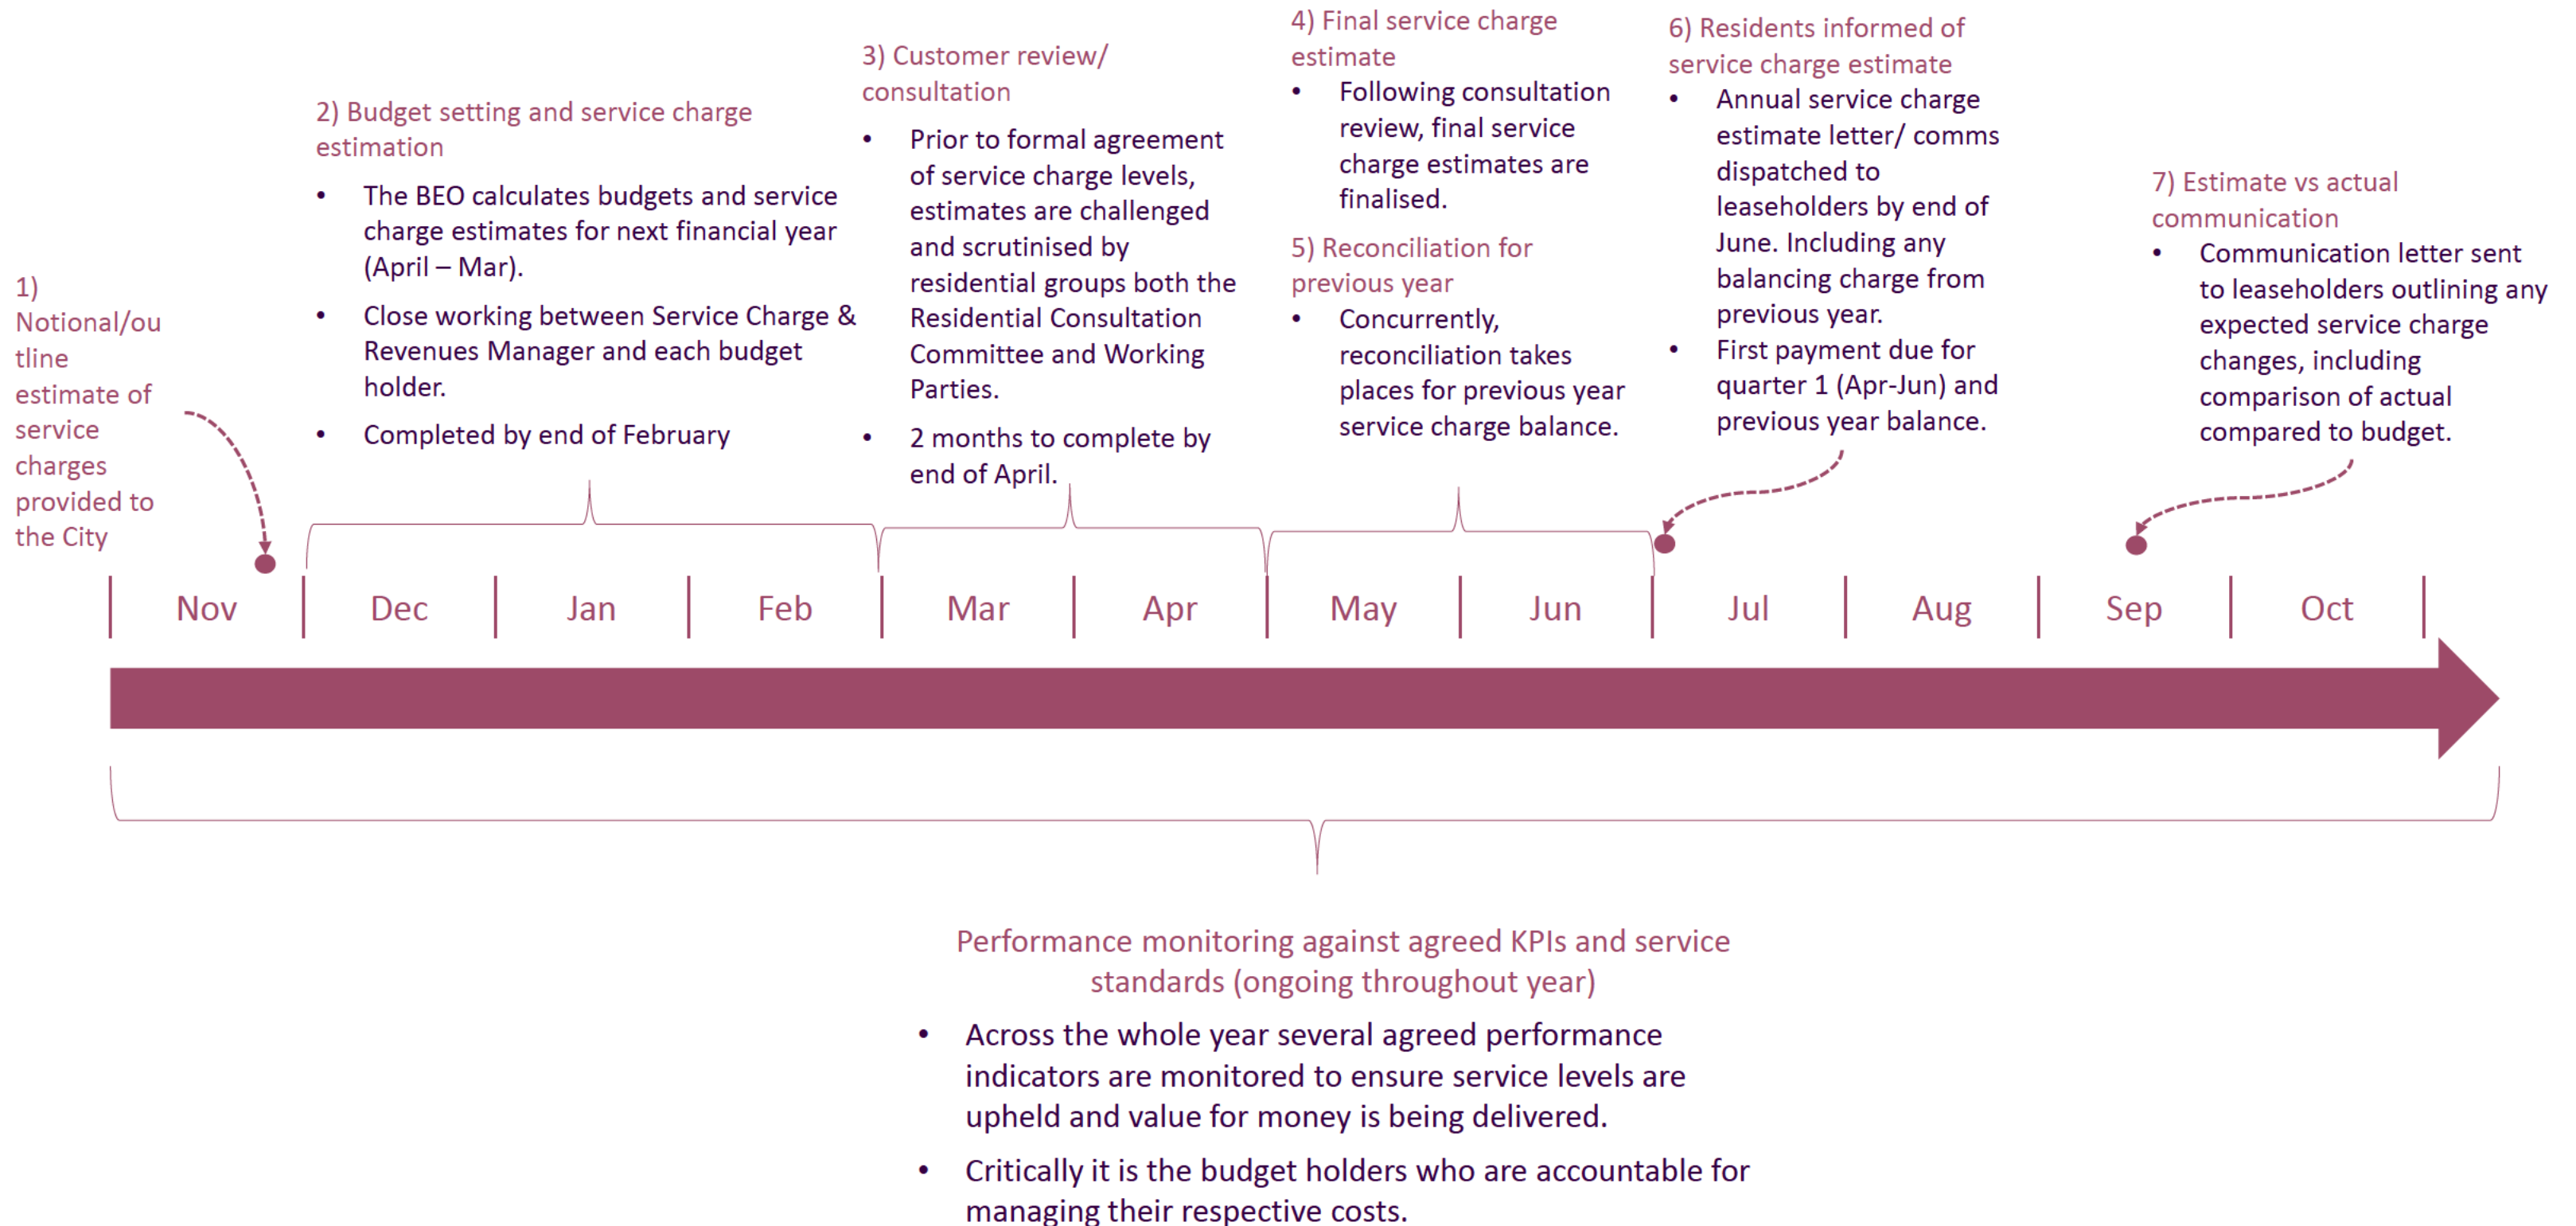 1)
Notional/ou
tline
estimate of
service
charges
provided to
the City
2) Budget setting and service charge
estimation
• The BEO calculates budgets and service
charge estimates for next financial year
(April – Mar).
• Close working between Service Charge &
Revenues Manager and each budget
holder.
• Completed by end of February
3) Customer review/
consultation
• Prior to formal agreement
of service charge levels,
estimates are challenged
and scrutinised by
residential groups both the
Residential Consultation
Committee and Working
Parties.
• 2 months to complete by
end of April.
4) Final service charge
estimate
• Following consultation
review, final service
charge estimates are
finalised.
5) Reconciliation for
previous year
• Concurrently,
reconciliation takes
places for previous year
service charge balance.
6) Residents informed of
service charge estimate
• Annual service charge
estimate letter/ comms
dispatched to
leaseholders by end of
June. Including any
balancing charge from
previous year.
• First payment due for
quarter 1 (Apr-Jun) and
previous year balance.
7) Estimate vs actual
communication
• Communication letter sent
to leaseholders outlining any
expected service charge
changes, including
comparison of actual
compared to budget.
Nov Dec Jan Feb Mar Apr May Jun Jul Aug Sep Oct
Performance monitoring against agreed KPIs and service
standards (ongoing throughout year)
• Across the whole year several agreed performance
indicators are monitored to ensure service levels are
upheld and value for money is being delivered.
• Critically it is the budget holders who are accountable for
managing their respective costs.